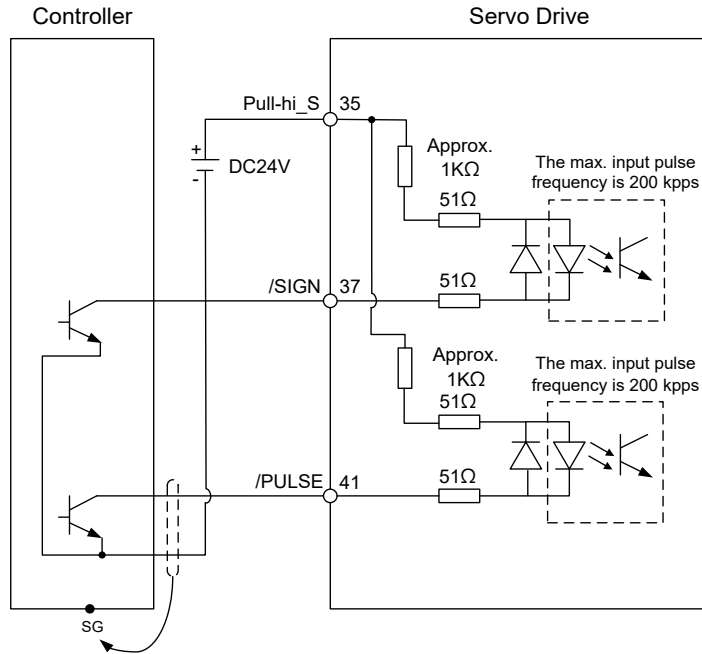 Controller
Servo Drive
Pull-hi_S
35
+
-
DC24V
Approx.
1KΩ
51Ω
The max. input pulse
frequency is 200 kpps
/SIGN
37
51Ω
Approx.
1KΩ
51Ω
The max. input pulse
frequency is 200 kpps
/PULSE
41
51Ω
SG